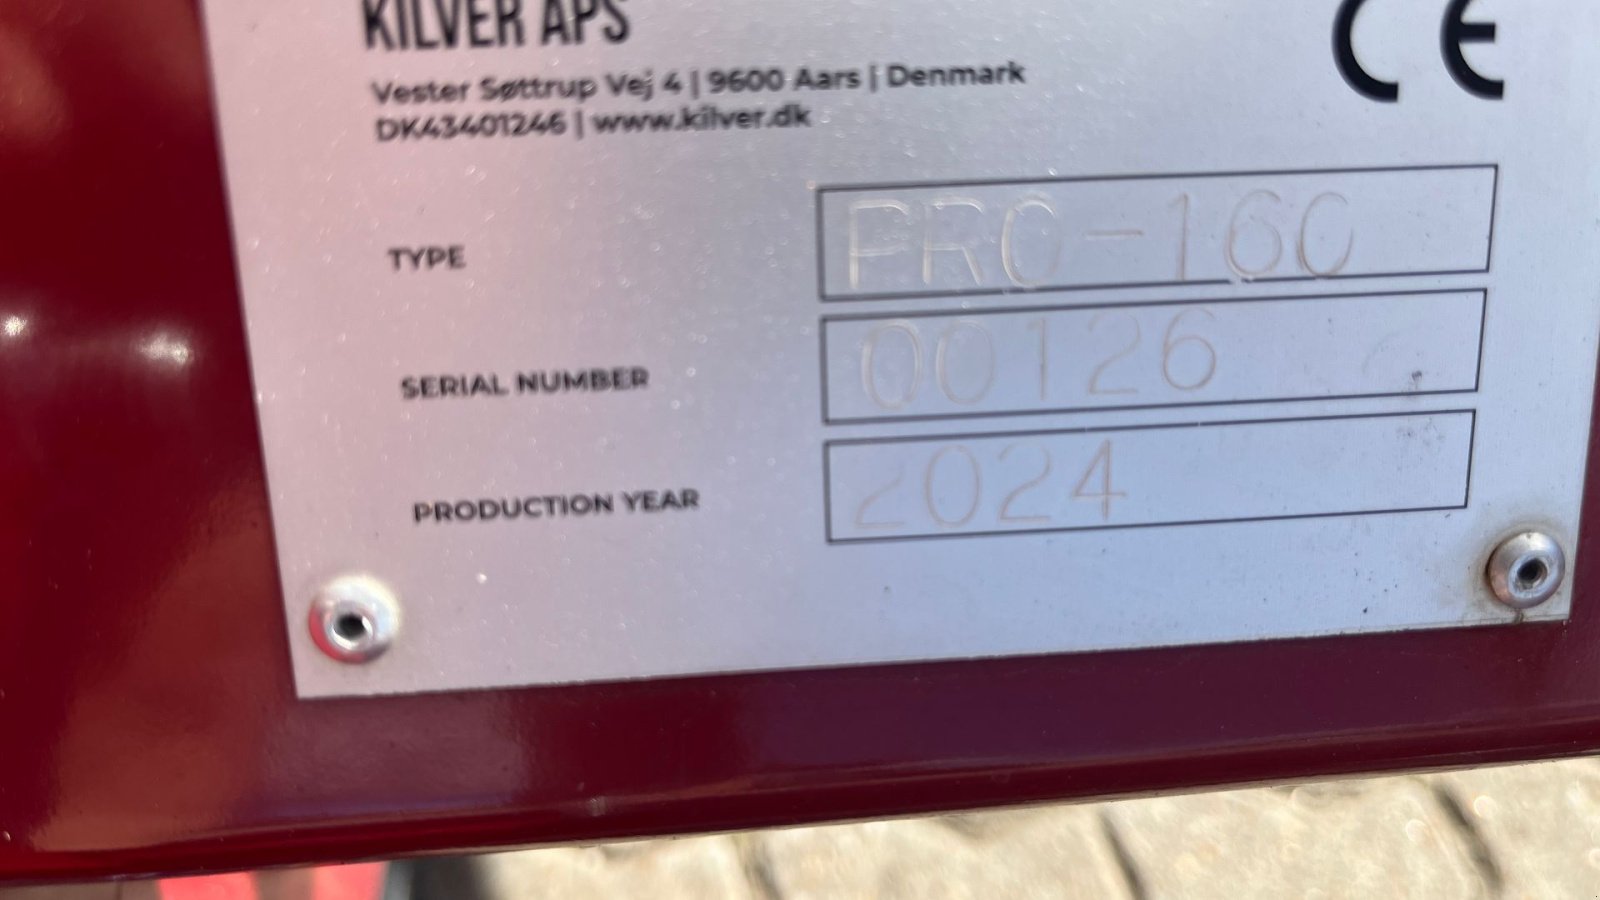 KILVER APS
CE
Vester Søttrup Vej 4 | 9600 Aars | Denmark
DK43401246 | www.kilver.dk
TYPE PRO-160
SERIAL NUMBER 00126
PRODUCTION YEAR 2024